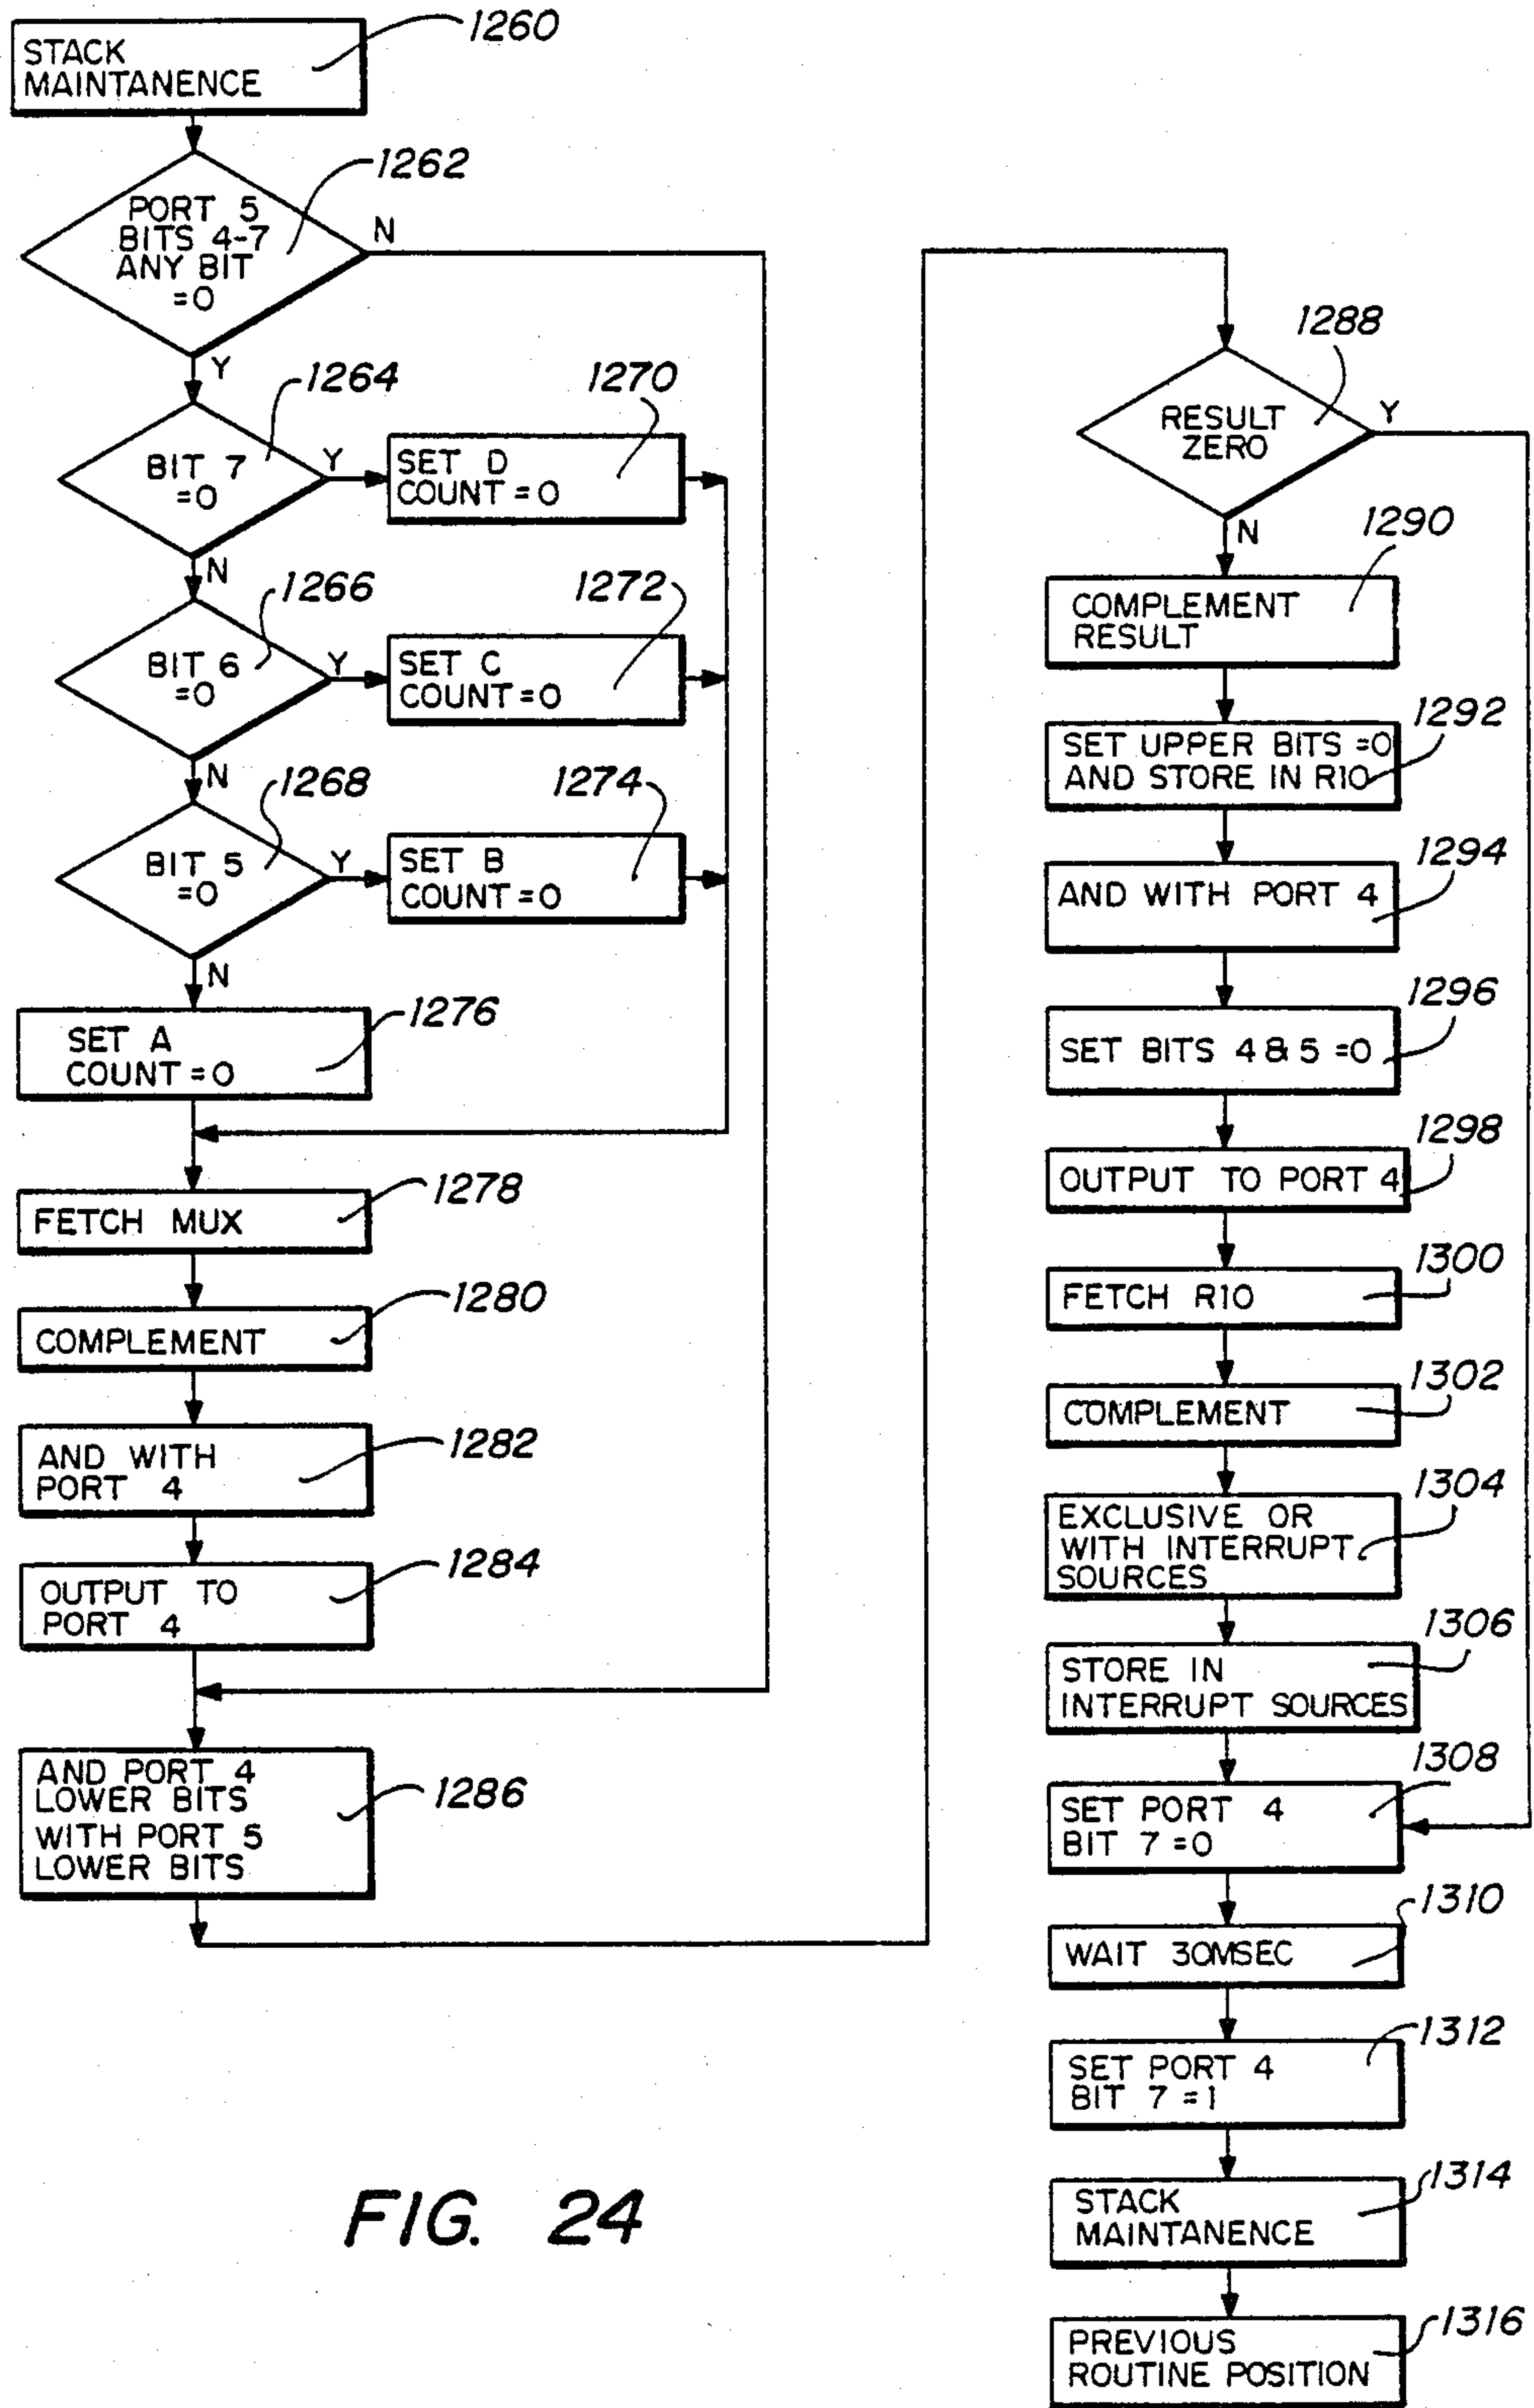 1260
STACK
MAINTANENCE
1262
PORT 5
BITS 4-7
ANY BIT
=0
N
Y
1264
BIT 7
=0
Y
1270
SET D
COUNT=0
N
1266
BIT 6
=0
Y
1272
SET C
COUNT=0
N
1268
BIT 5
=0
Y
1274
SET B
COUNT=0
N
1276
SET A
COUNT=0
1278
FETCH MUX
1280
COMPLEMENT
1282
AND WITH
PORT 4
1284
OUTPUT TO
PORT 4
1286
AND PORT 4
LOWER BITS
WITH PORT 5
LOWER BITS
1288
RESULT
ZERO
Y
N
1290
COMPLEMENT
RESULT
1292
SET UPPER BITS =0
AND STORE IN R10
1294
AND WITH PORT 4
1296
SET BITS 4 & 5 =0
1298
OUTPUT TO PORT 4
1300
FETCH R10
1302
COMPLEMENT
1304
EXCLUSIVE OR
WITH INTERRUPT
SOURCES
1306
STORE IN
INTERRUPT SOURCES
1308
SET PORT 4
BIT 7 =0
1310
WAIT 30MSEC
1312
SET PORT 4
BIT 7 =1
1314
STACK
MAINTANENCE
1316
PREVIOUS
ROUTINE POSITION
FIG. 24